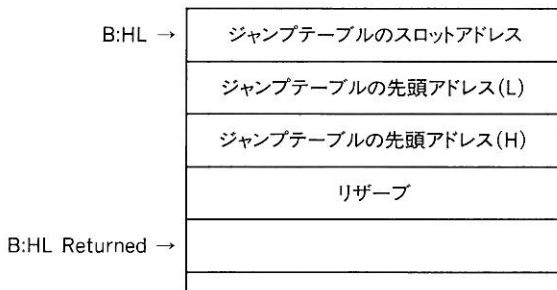 B:HL → ジャンプテーブルのスロットアドレス
ジャンプテーブルの先頭アドレス(L)
ジャンプテーブルの先頭アドレス(H)
リザーブ
B:HL Returned →